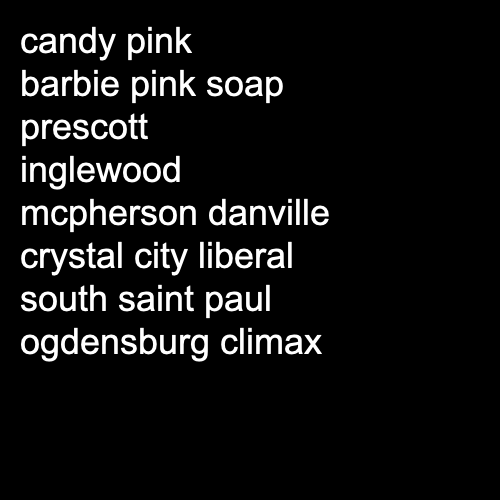 candy pink
barbie pink soap
prescott
inglewood
mcpherson danville
crystal city liberal
south saint paul
ogdensburg climax